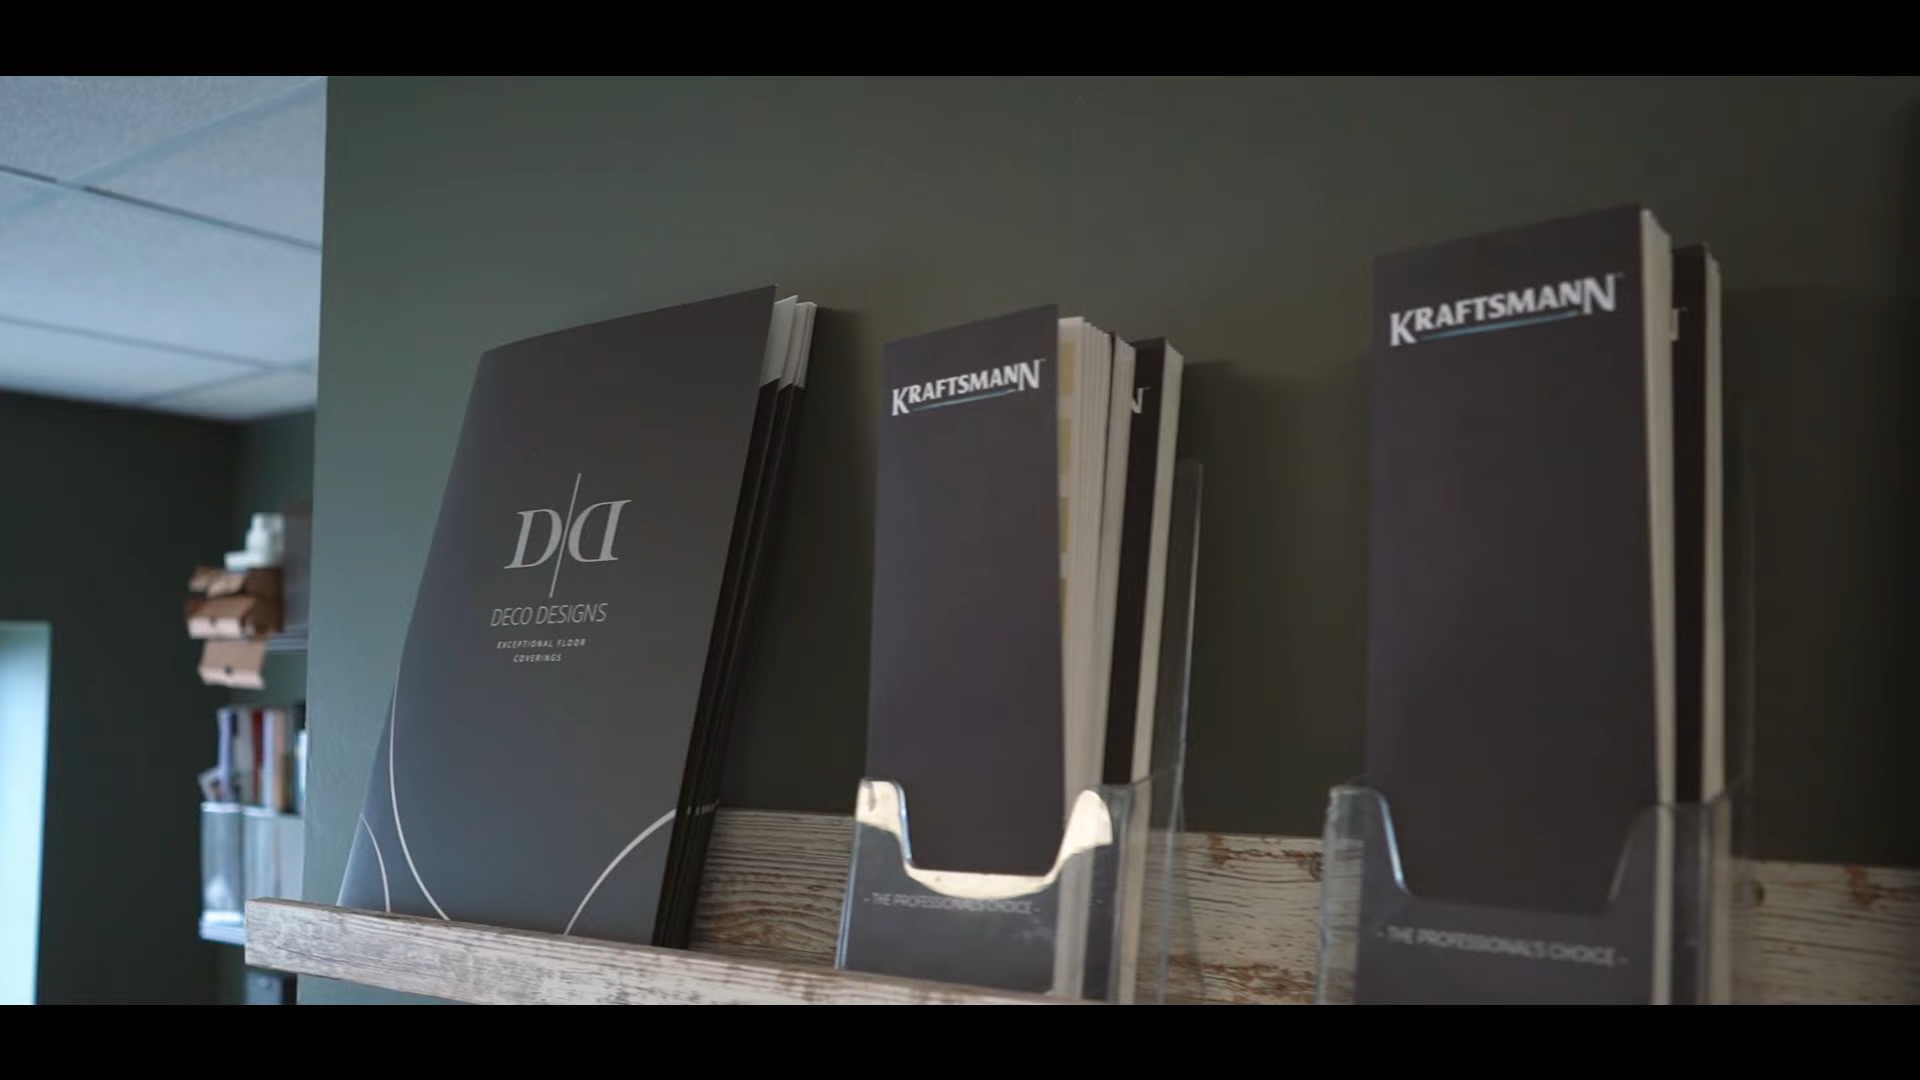 D|D
DECO DESIGNS
EXCEPTIONAL FLOOR
COVERINGS
KRAFTSMANN
- THE PROFESSIONAL'S CHOICE -
N
KRAFTSMANN
- THE PROFESSIONAL'S CHOICE -